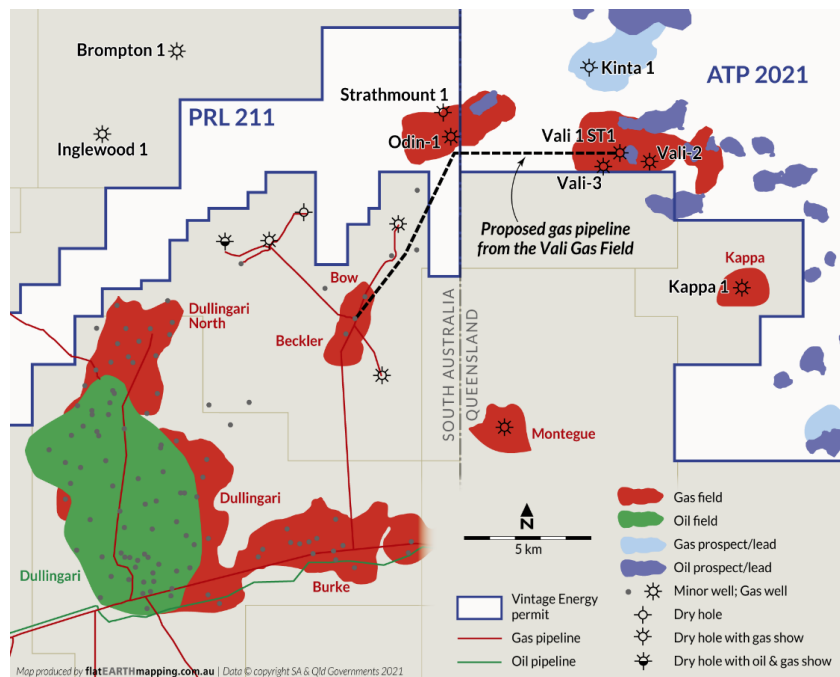 Brompton 1
Inglewood 1
PRL 211
Strathmount 1
Odin-1
Kinta 1
ATP 2021
Vali 1 ST1
Vali-2
Vali-3
Proposed gas pipeline
from the Vali Gas Field
Bow
Beckler
Dullingari
North
Kappa
Kappa 1
SOUTH AUSTRALIA
QUEENSLAND
Montegue
Dullingari
Dullingari
Burke
N
5 km
Gas field
Oil field
Gas prospect/lead
Oil prospect/lead
Minor well; Gas well
Dry hole
Dry hole with gas show
Dry hole with oil & gas show
Vintage Energy
permit
Gas pipeline
Oil pipeline
Map produced by flatEARTHmapping.com.au | Data © copyright SA & Qld Governments 2021